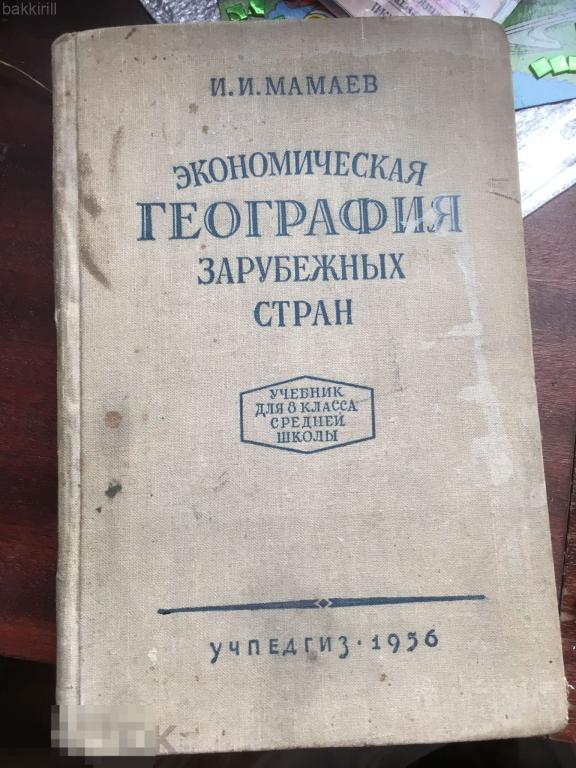 bakkirill
И. И. МАМАЕВ
ЭКОНОМИЧЕСКАЯ
ГЕОГРАФИЯ
ЗАРУБЕЖНЫХ
СТРАН
УЧЕБНИК
ДЛЯ 8 КЛАССА
СРЕДНЕЙ
ШКОЛЫ
УЧПЕДГИЗ · 1956